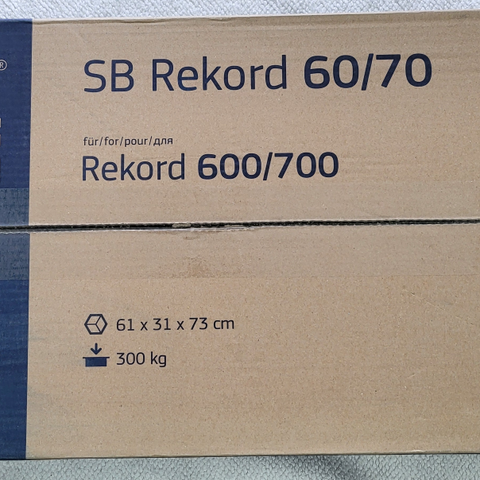 ®
SB Rekord 60/70
für/for/pour/для
Rekord 600/700
61 x 31 x 73 cm
300 kg